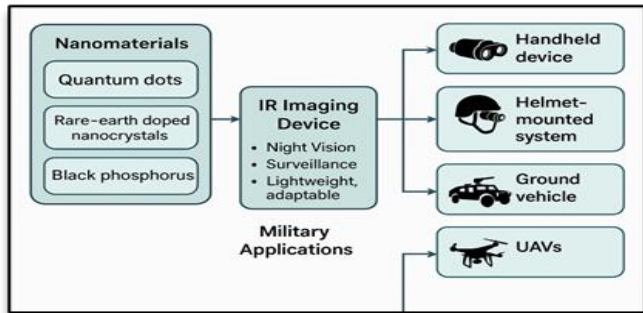 Nanomaterials
Quantum dots
Rare-earth doped
nanocrystals
Black phosphorus
IR Imaging
Device
• Night Vision
• Surveillance
• Lightweight,
adaptable
Military
Applications
Handheld
device
Helmet-
mounted
system
Ground
vehicle
UAVs